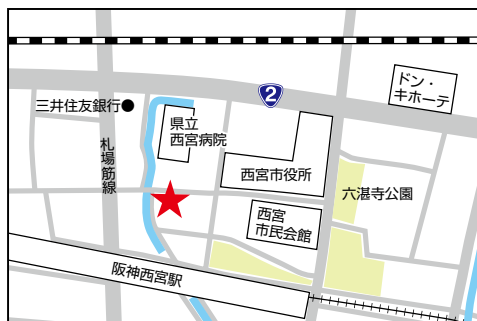 ドン・
キホーテ
2
三井住友銀行
県立
西宮病院
札場筋線
西宮市役所
六湛寺公園
西宮
市民会館
阪神西宮駅